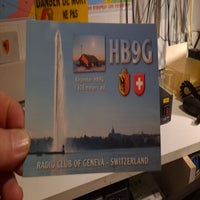 DANGER DE MORT
NE PAS
HB9G
RADIO CLUB OF GENEVA - SWITZERLAND